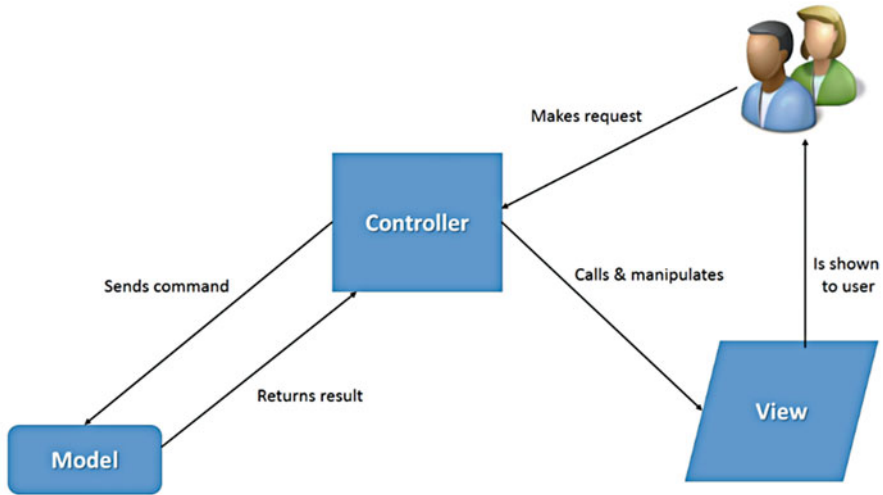 Makes request
Controller
Sends command
Calls & manipulates
Is shown
to user
Returns result
View
Model